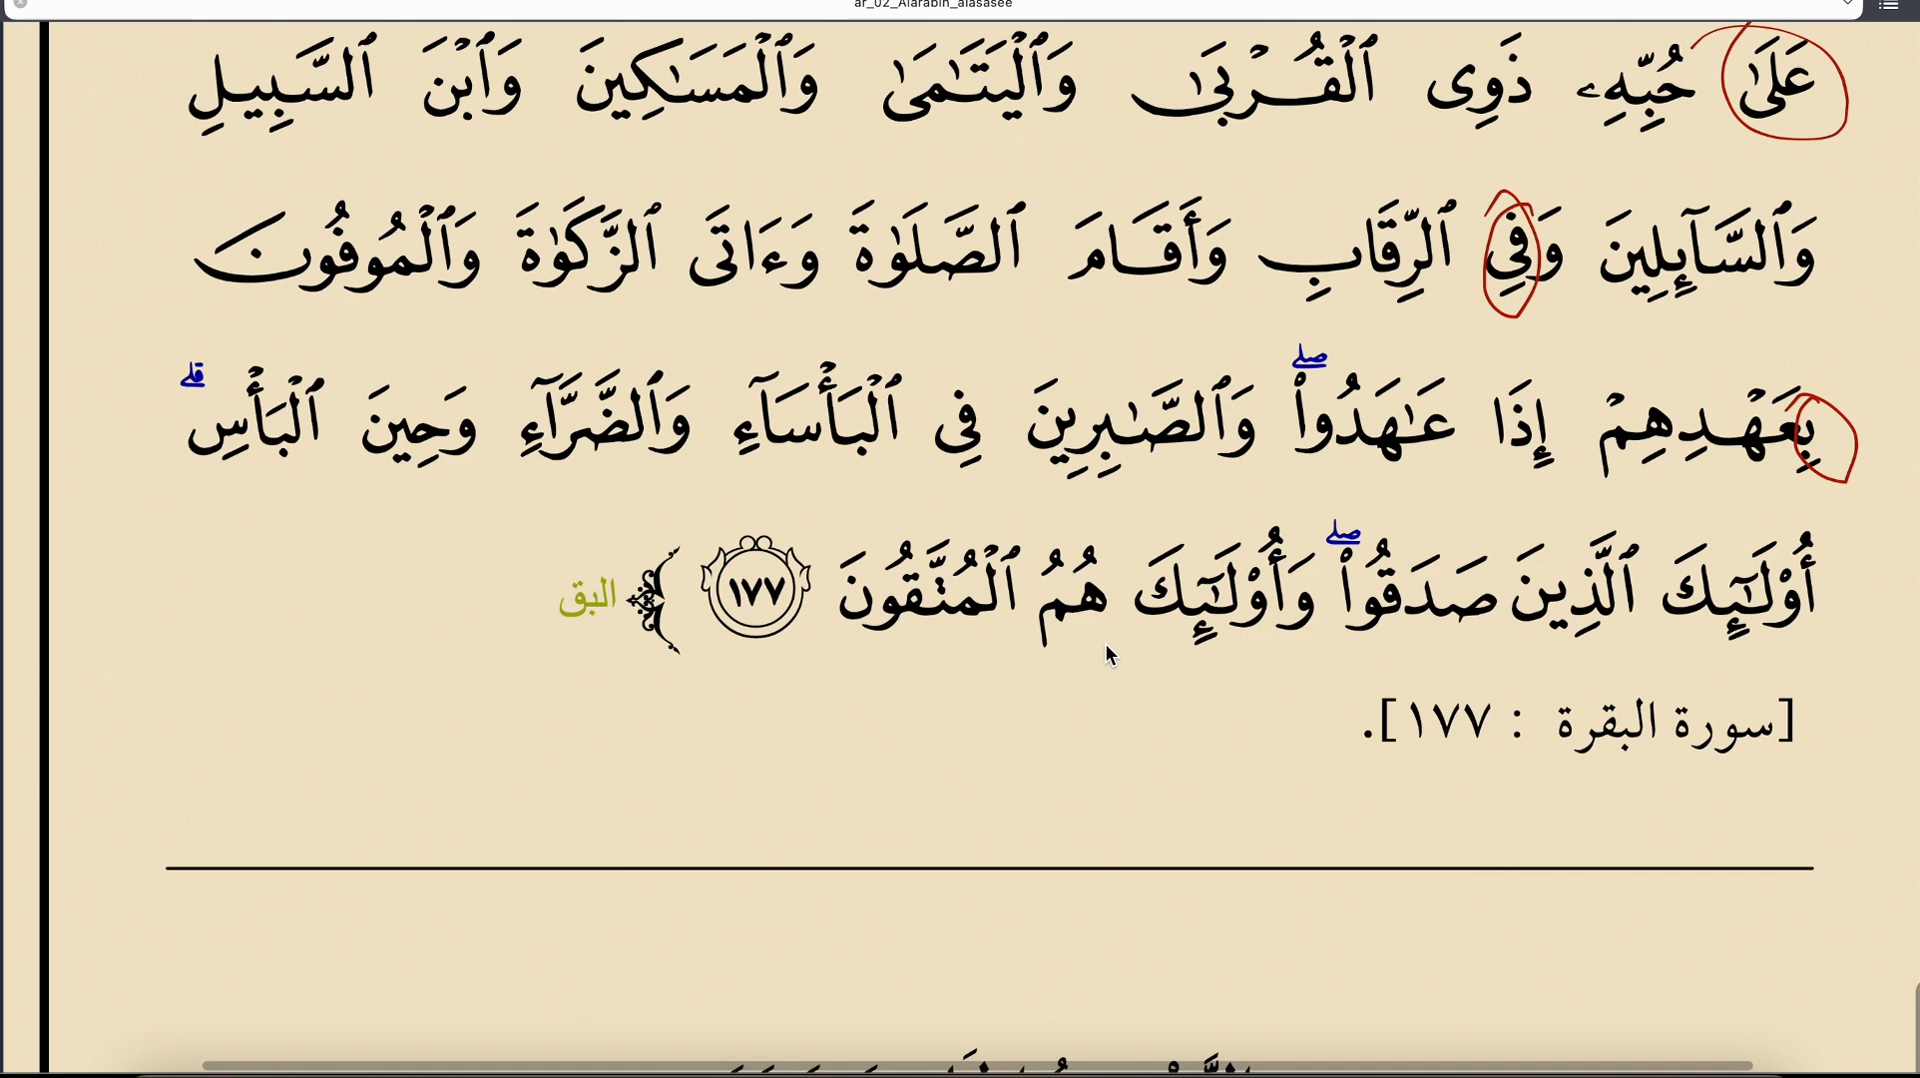 ar_02_Alarabih_alasasee
عَلَىٰ حُبِّهِۦ ذَوِى ٱلْقُرْبَىٰ وَٱلْيَتَـٰمَىٰ وَٱلْمَسَـٰكِينَ وَٱبْنَ ٱلسَّبِيلِ
وَٱلسَّآئِلِينَ وَفِى ٱلرِّقَابِ وَأَقَامَ ٱلصَّلَوٰةَ وَءَاتَى ٱلزَّكَوٰةَ وَٱلْمُوفُونَ
بِعَهْدِهِمْ إِذَا عَـٰهَدُوا۟ ۖ وَٱلصَّـٰبِرِينَ فِى ٱلْبَأْسَآءِ وَٱلضَّرَّآءِ وَحِينَ ٱلْبَأْسِ ۗ
أُو۟لَـٰٓئِكَ ٱلَّذِينَ صَدَقُوا۟ ۖ وَأُو۟لَـٰٓئِكَ هُمُ ٱلْمُتَّقُونَ ١٧٧ ﴾ البق
[سورة البقرة : ١٧٧].